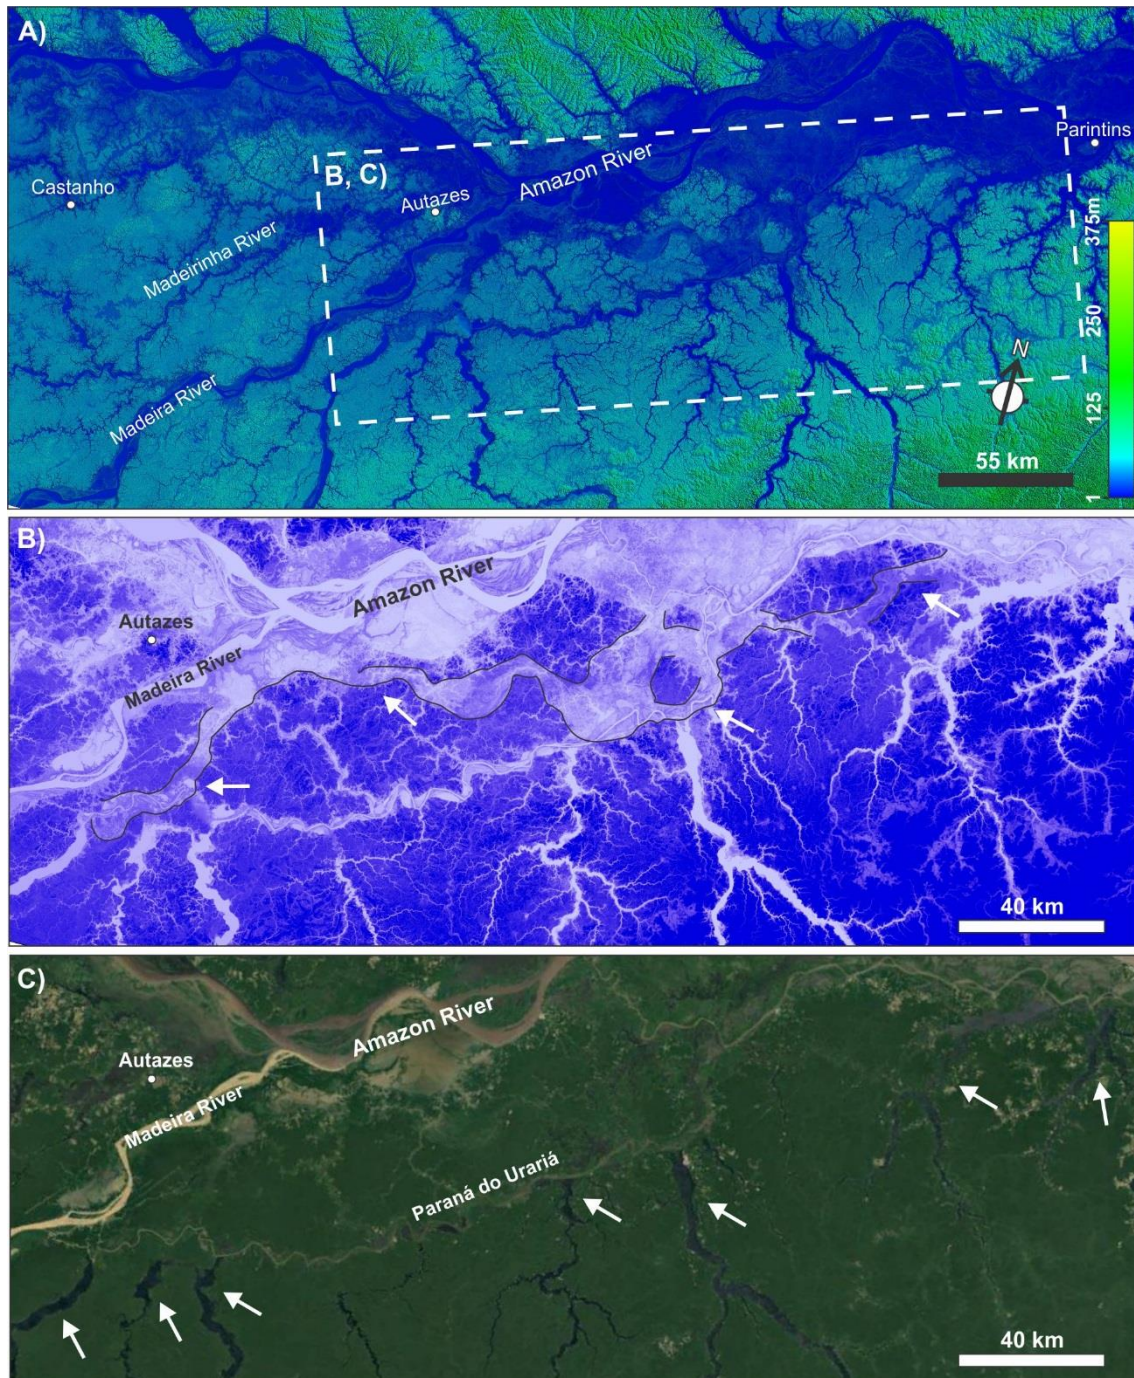 A)
Parintins
Amazon River
B, C)
Castanho
Autazes
Madeirinha River
375m
250
125
1
Madeira River
N
55 km
B)
Amazon River
Autazes
Madeira River
40 km
C)
Amazon River
Autazes
Madeira River
Paraná do Urariá
40 km